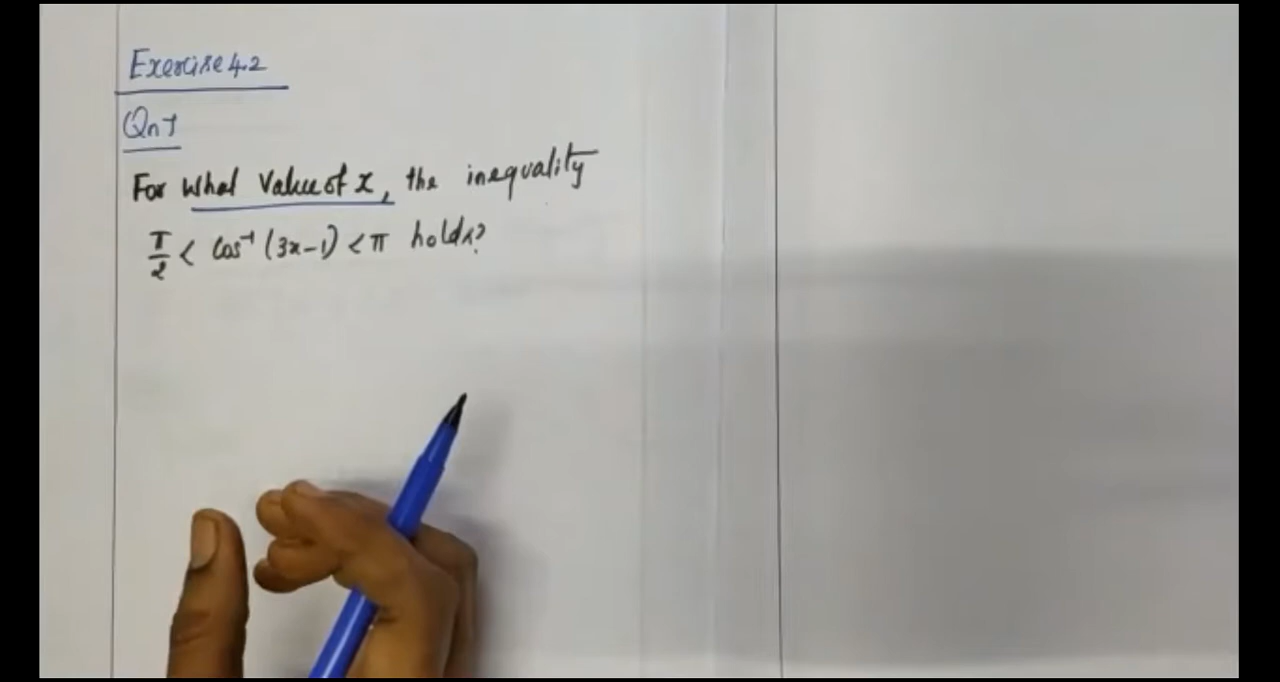 Exercise 4.2
Qn 7
For what value of x, the inequality
π/2 < cos⁻¹ (3x-1) < π holds?